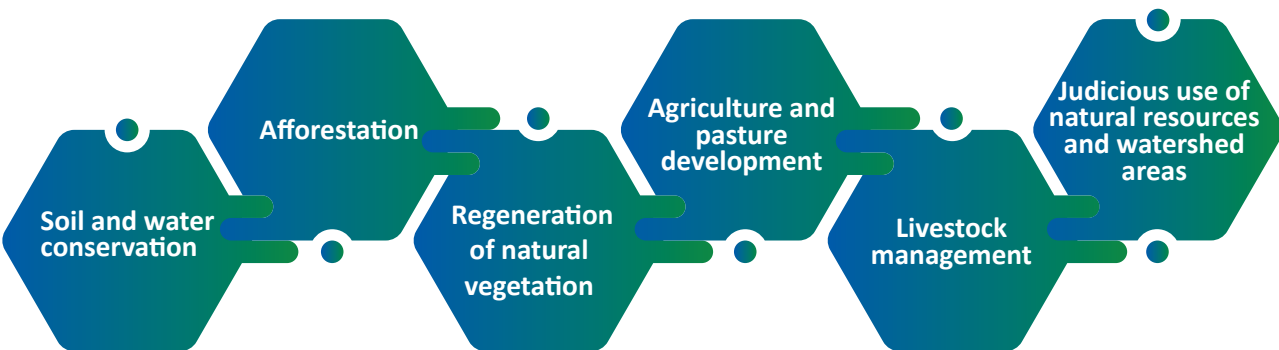 Soil and water
conservation
Afforestation
Regeneration
of natural
vegetation
Agriculture and
pasture
development
Livestock
management
Judicious use of
natural resources
and watershed
areas